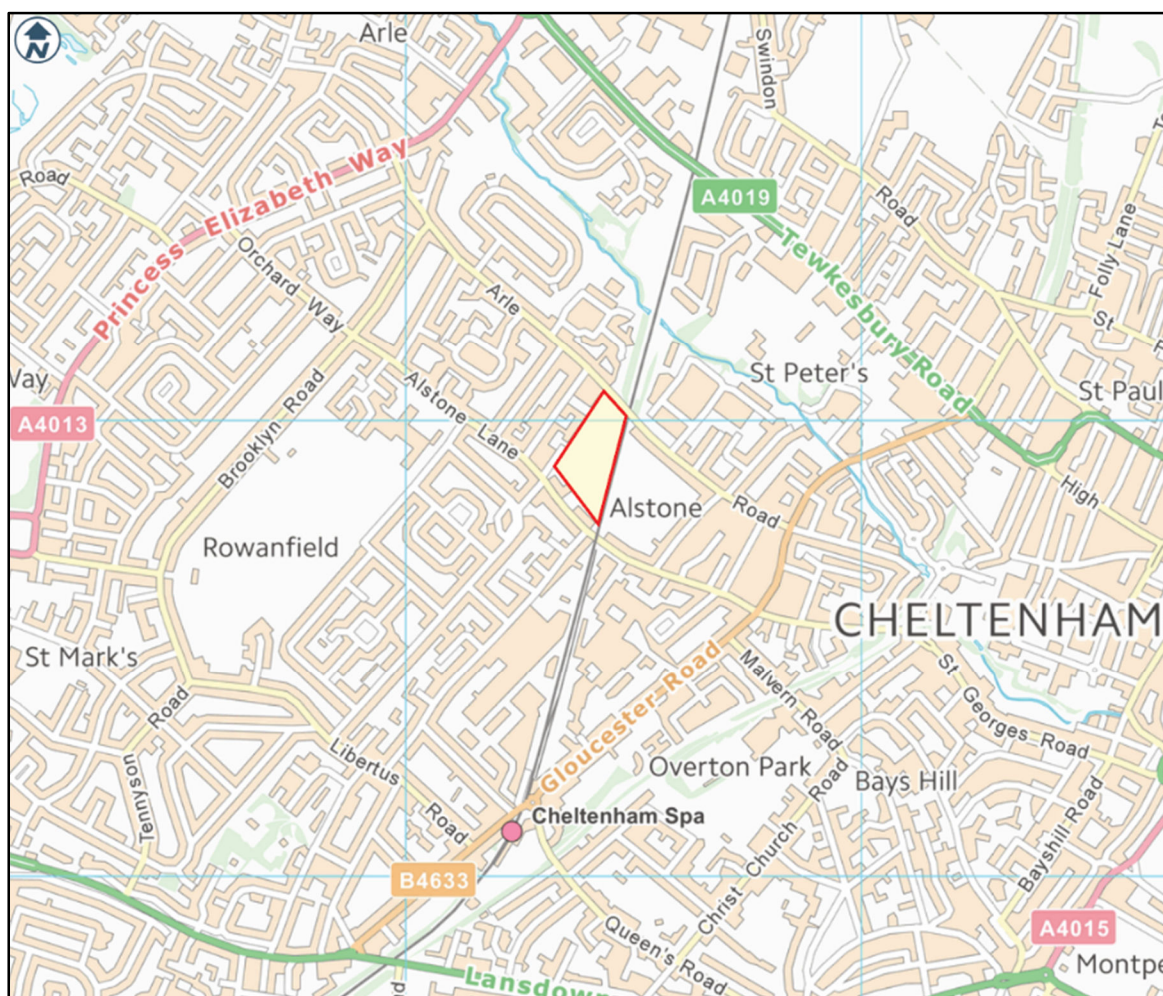 N
Arle
Swindon
Road
Princess Elizabeth Way
A4019
Road
Folly Lane
Orchard Way
Tewkesbury Road
Arle
St
St Peter's
Way
St Paul
Alstone Lane
A4013
Brooklyn Road
High
Alstone
Road
Rowanfield
CHELTENHAM
St Mark's
Gloucester Road
Malvern Road
St Georges Road
Road
Tennyson
Libertus Road
Overton Park
Bays Hill
Cheltenham Spa
Bayshill Road
Christ Church Road
B4633
Queen's Road
A4015
Lansdown
Montpe